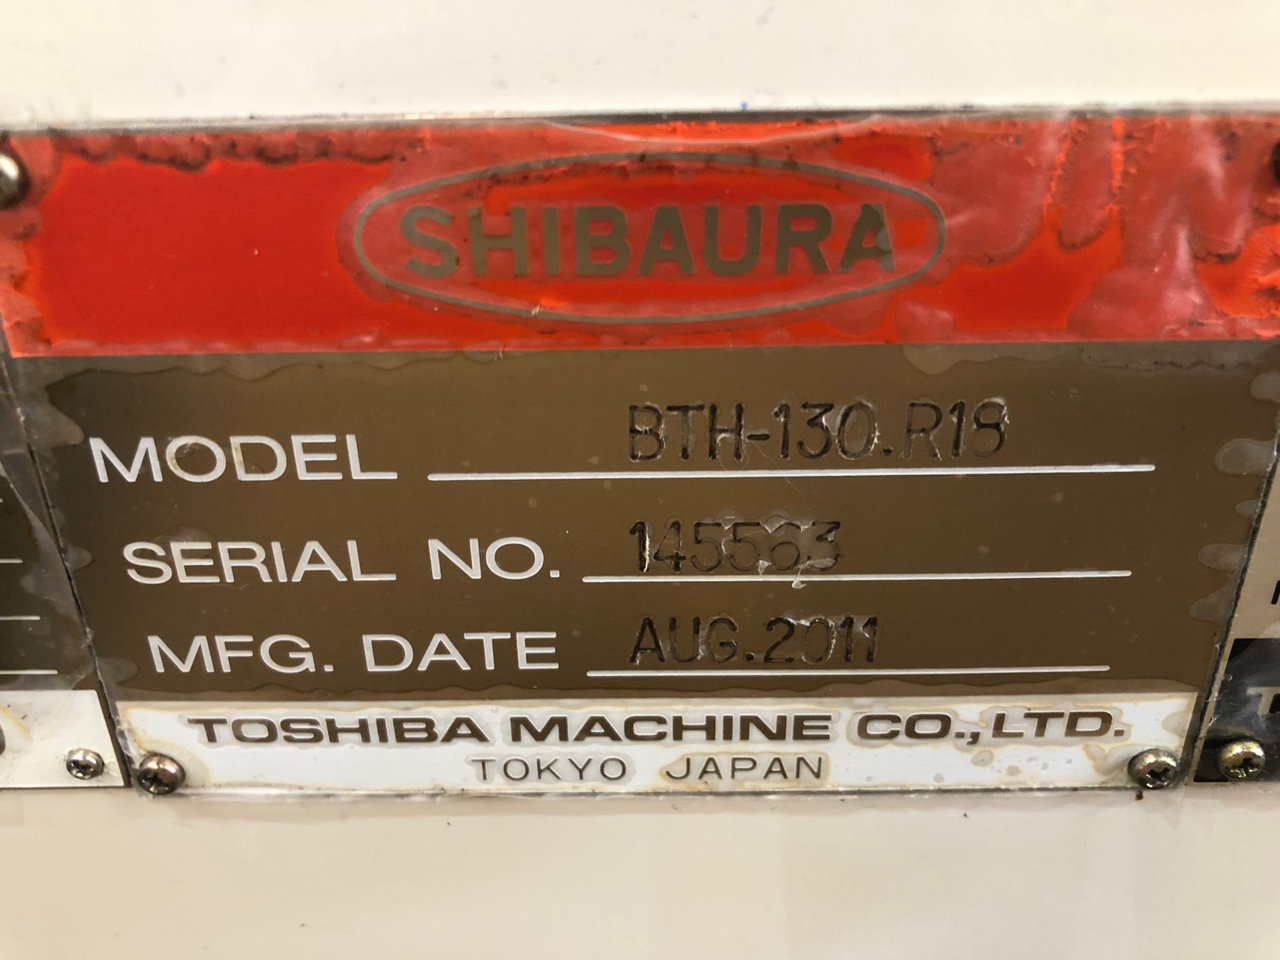 SHIBAURA
MODEL BTH-130.R18
SERIAL NO. 145563
MFG. DATE AUG.2011
TOSHIBA MACHINE CO.,LTD.
TOKYO JAPAN